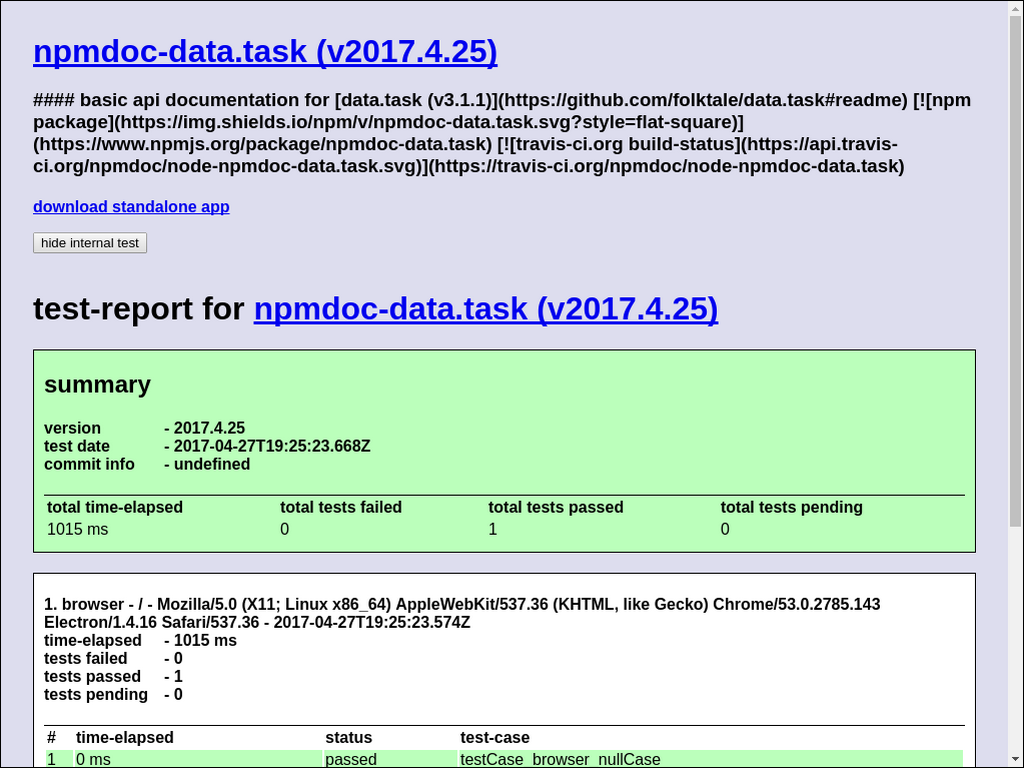 npmdoc-data.task (v2017.4.25)
#### basic api documentation for [data.task (v3.1.1)](https://github.com/folktale/data.task#readme) [![npm
package](https://img.shields.io/npm/v/npmdoc-data.task.svg?style=flat-square)]
(https://www.npmjs.org/package/npmdoc-data.task) [![travis-ci.org build-status](https://api.travis-
ci.org/npmdoc/node-npmdoc-data.task.svg)](https://travis-ci.org/npmdoc/node-npmdoc-data.task)
download standalone app
hide internal test
test-report for npmdoc-data.task (v2017.4.25)
summary
version - 2017.4.25
test date - 2017-04-27T19:25:23.668Z
commit info - undefined
total time-elapsed total tests failed total tests passed total tests pending
1015 ms 0 1 0
1. browser - / - Mozilla/5.0 (X11; Linux x86_64) AppleWebKit/537.36 (KHTML, like Gecko) Chrome/53.0.2785.143
Electron/1.4.16 Safari/537.36 - 2017-04-27T19:25:23.574Z
time-elapsed - 1015 ms
tests failed - 0
tests passed - 1
tests pending - 0
# time-elapsed status test-case
1 0 ms passed testCase_browser_nullCase